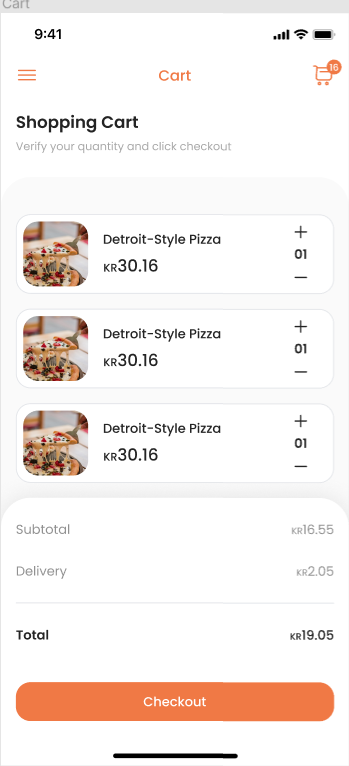 Cart
9:41
Cart
16
Shopping Cart
Verify your quantity and click checkout
Detroit-Style Pizza
KR30.16
01
Detroit-Style Pizza
KR30.16
01
Detroit-Style Pizza
KR30.16
01
Subtotal KR16.55
Delivery KR2.05
Total KR19.05
Checkout